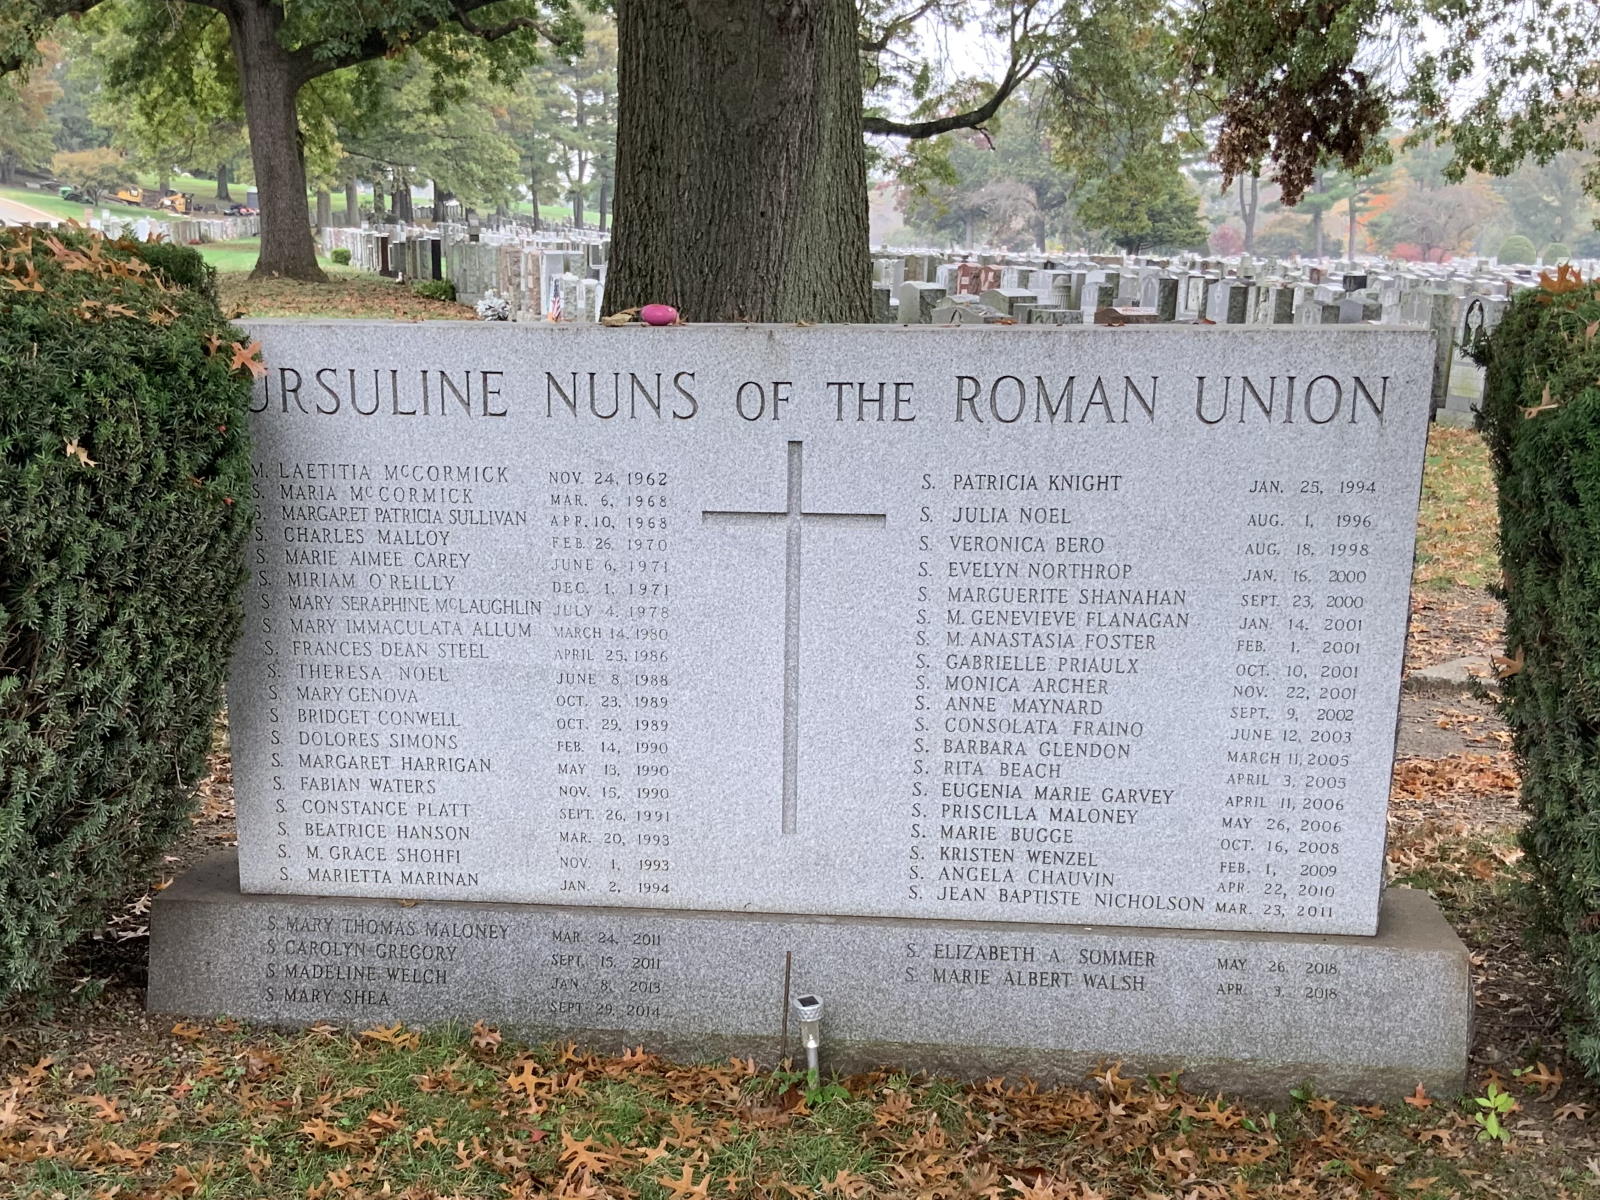 URSULINE NUNS OF THE ROMAN UNION
M. LAETITIA McCORMICK NOV. 24, 1962
S. MARIA McCORMICK MAR. 6, 1968
S. MARGARET PATRICIA SULLIVAN APR. 10, 1968
S. CHARLES MALLOY FEB. 26, 1970
S. MARIE AIMEE CAREY JUNE 6, 1971
S. MIRIAM O'REILLY DEC. 1, 1971
S. MARY SERAPHINE McLAUGHLIN JULY 4, 1978
S. MARY IMMACULATA ALLUM MARCH 14, 1980
S. FRANCES DEAN STEEL APRIL 25, 1986
S. THERESA NOEL JUNE 8, 1988
S. MARY GENOVA OCT. 23, 1989
S. BRIDGET CONWELL OCT. 29, 1989
S. DOLORES SIMONS FEB. 14, 1990
S. MARGARET HARRIGAN MAY 13, 1990
S. FABIAN WATERS NOV. 15, 1990
S. CONSTANCE PLATT SEPT. 26, 1991
S. BEATRICE HANSON MAR. 20, 1993
S. M. GRACE SHOHFI NOV. 1, 1993
S. MARIETTA MARINAN JAN. 2, 1994
S. PATRICIA KNIGHT JAN. 25, 1994
S. JULIA NOEL AUG. 1, 1996
S. VERONICA BERO AUG. 18, 1998
S. EVELYN NORTHROP JAN. 16, 2000
S. MARGUERITE SHANAHAN SEPT. 23, 2000
S. M. GENEVIEVE FLANAGAN JAN. 14, 2001
S. M. ANASTASIA FOSTER FEB. 1, 2001
S. GABRIELLE PRIAULX OCT. 10, 2001
S. MONICA ARCHER NOV. 22, 2001
S. ANNE MAYNARD SEPT. 9, 2002
S. CONSOLATA FRAINO JUNE 12, 2003
S. BARBARA GLENDON MARCH 11, 2005
S. RITA BEACH APRIL 3, 2005
S. EUGENIA MARIE GARVEY APRIL 11, 2006
S. PRISCILLA MALONEY MAY 26, 2006
S. MARIE BUGGE OCT. 16, 2008
S. KRISTEN WENZEL FEB. 1, 2009
S. ANGELA CHAUVIN APR. 22, 2010
S. JEAN BAPTISTE NICHOLSON MAR. 23, 2011
S. MARY THOMAS MALONEY MAR. 24, 2011
S. CAROLYN GREGORY SEPT. 15, 2011
S. MADELINE WELCH JAN. 8, 2013
S. MARY SHEA SEPT. 29, 2014
S. ELIZABETH A. SOMMER MAY 26, 2018
S. MARIE ALBERT WALSH APR. 3, 2018